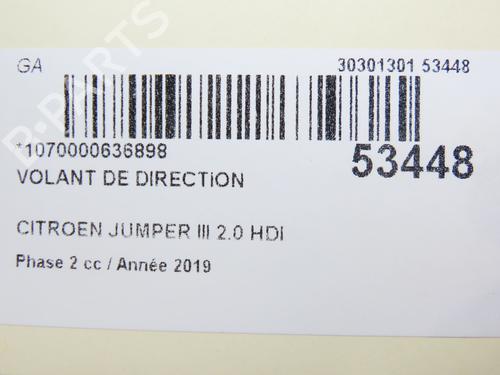 GA
30301301 53448
*1070000636898
53448
VOLANT DE DIRECTION
CITROEN JUMPER III 2.0 HDI
Phase 2 cc / Année 2019
B-PARTS